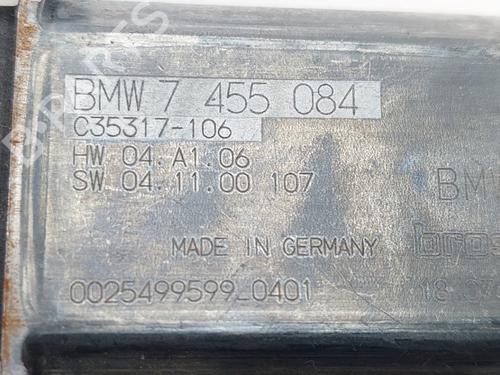 BMW 7 455 084
C35317-106
HW 04.A1.06
SW 04.11.00 107
BMW
MADE IN GERMANY
0025499599_0401